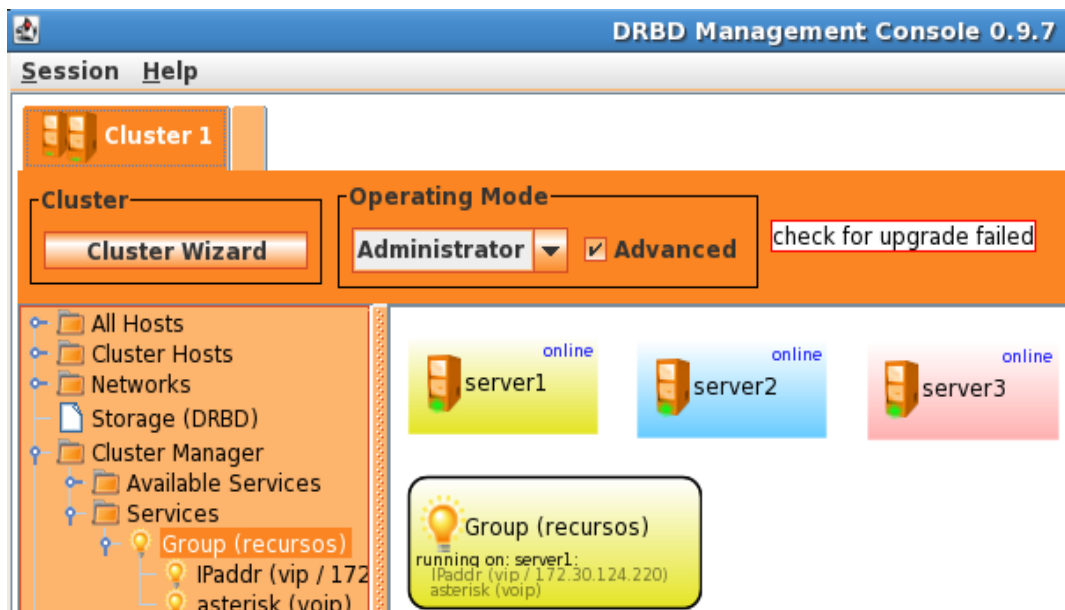 DRBD Management Console 0.9.7
Session Help
Cluster 1
Cluster
Operating Mode
Cluster Wizard
Administrator
Advanced
check for upgrade failed
All Hosts
Cluster Hosts
Networks
Storage (DRBD)
Cluster Manager
Available Services
Services
Group (recursos)
IPaddr (vip / 172
asterisk (voip)
online
server1
online
server2
online
server3
Group (recursos)
running on: server1:
IPaddr (vip / 172.30.124.220)
asterisk (voip)